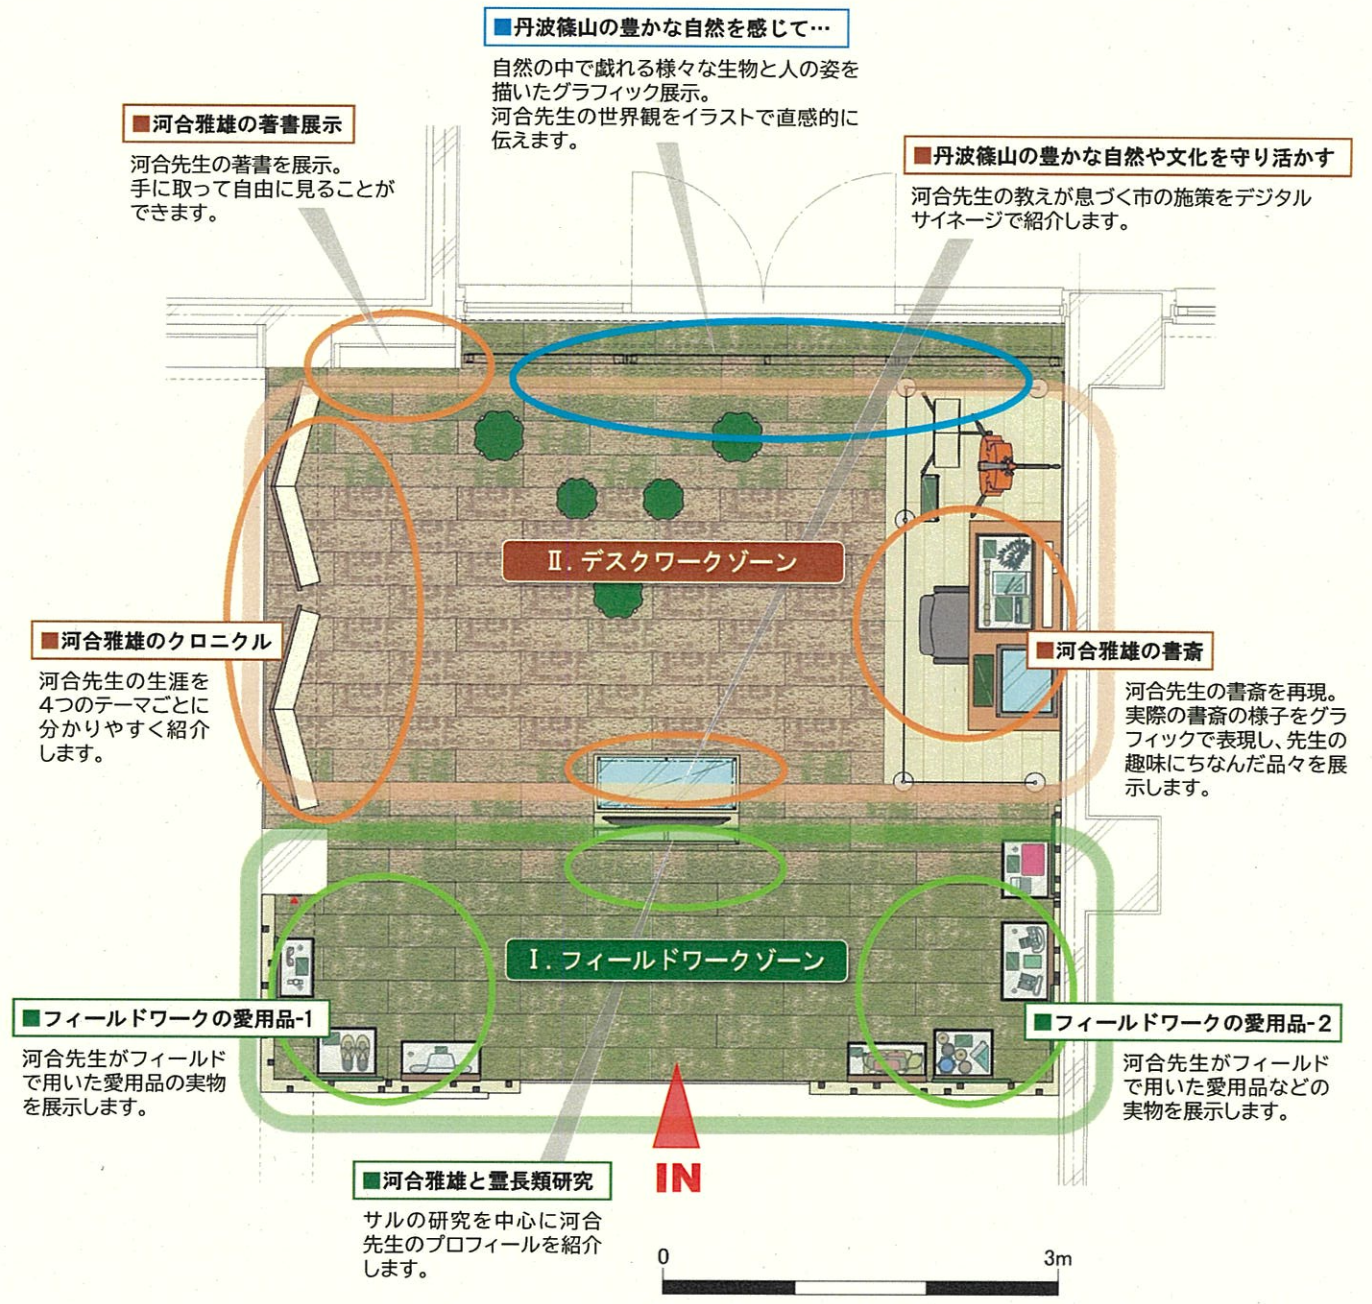 ■丹波篠山の豊かな自然を感じて…
自然の中で戯れる様々な生物と人の姿を
描いたグラフィック展示。
河合先生の世界観をイラストで直感的に
伝えます。
■河合雅雄の著書展示
河合先生の著書を展示。
手に取って自由に見ることが
できます。
■丹波篠山の豊かな自然や文化を守り活かす
河合先生の教えが息づく市の施策をデジタル
サイネージで紹介します。
Ⅱ. デスクワークゾーン
■河合雅雄のクロニクル
河合先生の生涯を
4つのテーマごとに
分かりやすく紹介
します。
■河合雅雄の書斎
河合先生の書斎を再現。
実際の書斎の様子をグラ
フィックで表現し、先生の
趣味にちなんだ品々を展
示します。
Ⅰ. フィールドワークゾーン
■フィールドワークの愛用品-1
河合先生がフィールド
で用いた愛用品の実物
を展示します。
■フィールドワークの愛用品-2
河合先生がフィールド
で用いた愛用品などの
実物を展示します。
IN
■河合雅雄と霊長類研究
サルの研究を中心に河合
先生のプロフィールを紹介
します。
0 3m